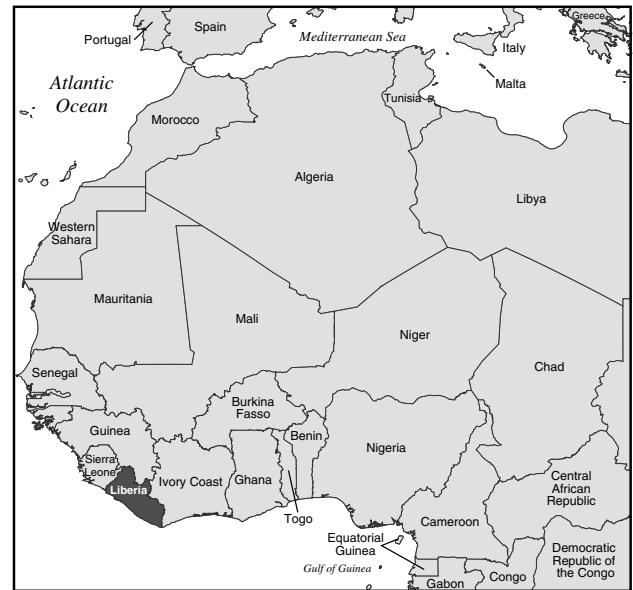 Portugal
Spain
Mediterranean Sea
Greece
Italy
Malta
Atlantic
Ocean
Tunisia
Morocco
Algeria
Libya
Western
Sahara
Mauritania
Mali
Niger
Chad
Senegal
Burkina
Fasso
Guinea
Benin
Nigeria
Sierra
Leone
Liberia
Ivory Coast
Ghana
Togo
Central
African
Republic
Cameroon
Equatorial
Guinea
Gulf of Guinea
Gabon
Congo
Democratic
Republic of
the Congo